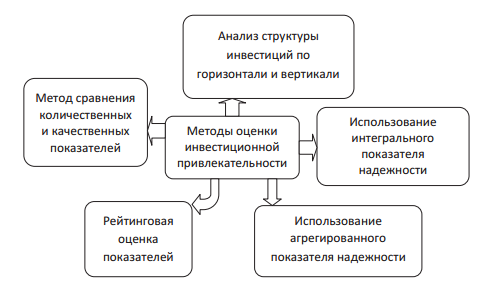 Анализ структуры
инвестиций по
горизонтали и вертикали
Метод сравнения
количественных
и качественных
показателей
Методы оценки
инвестиционной
привлекательности
Использование
интегрального
показателя
надежности
Рейтинговая
оценка
показателей
Использование
агрегированного
показателя надежности